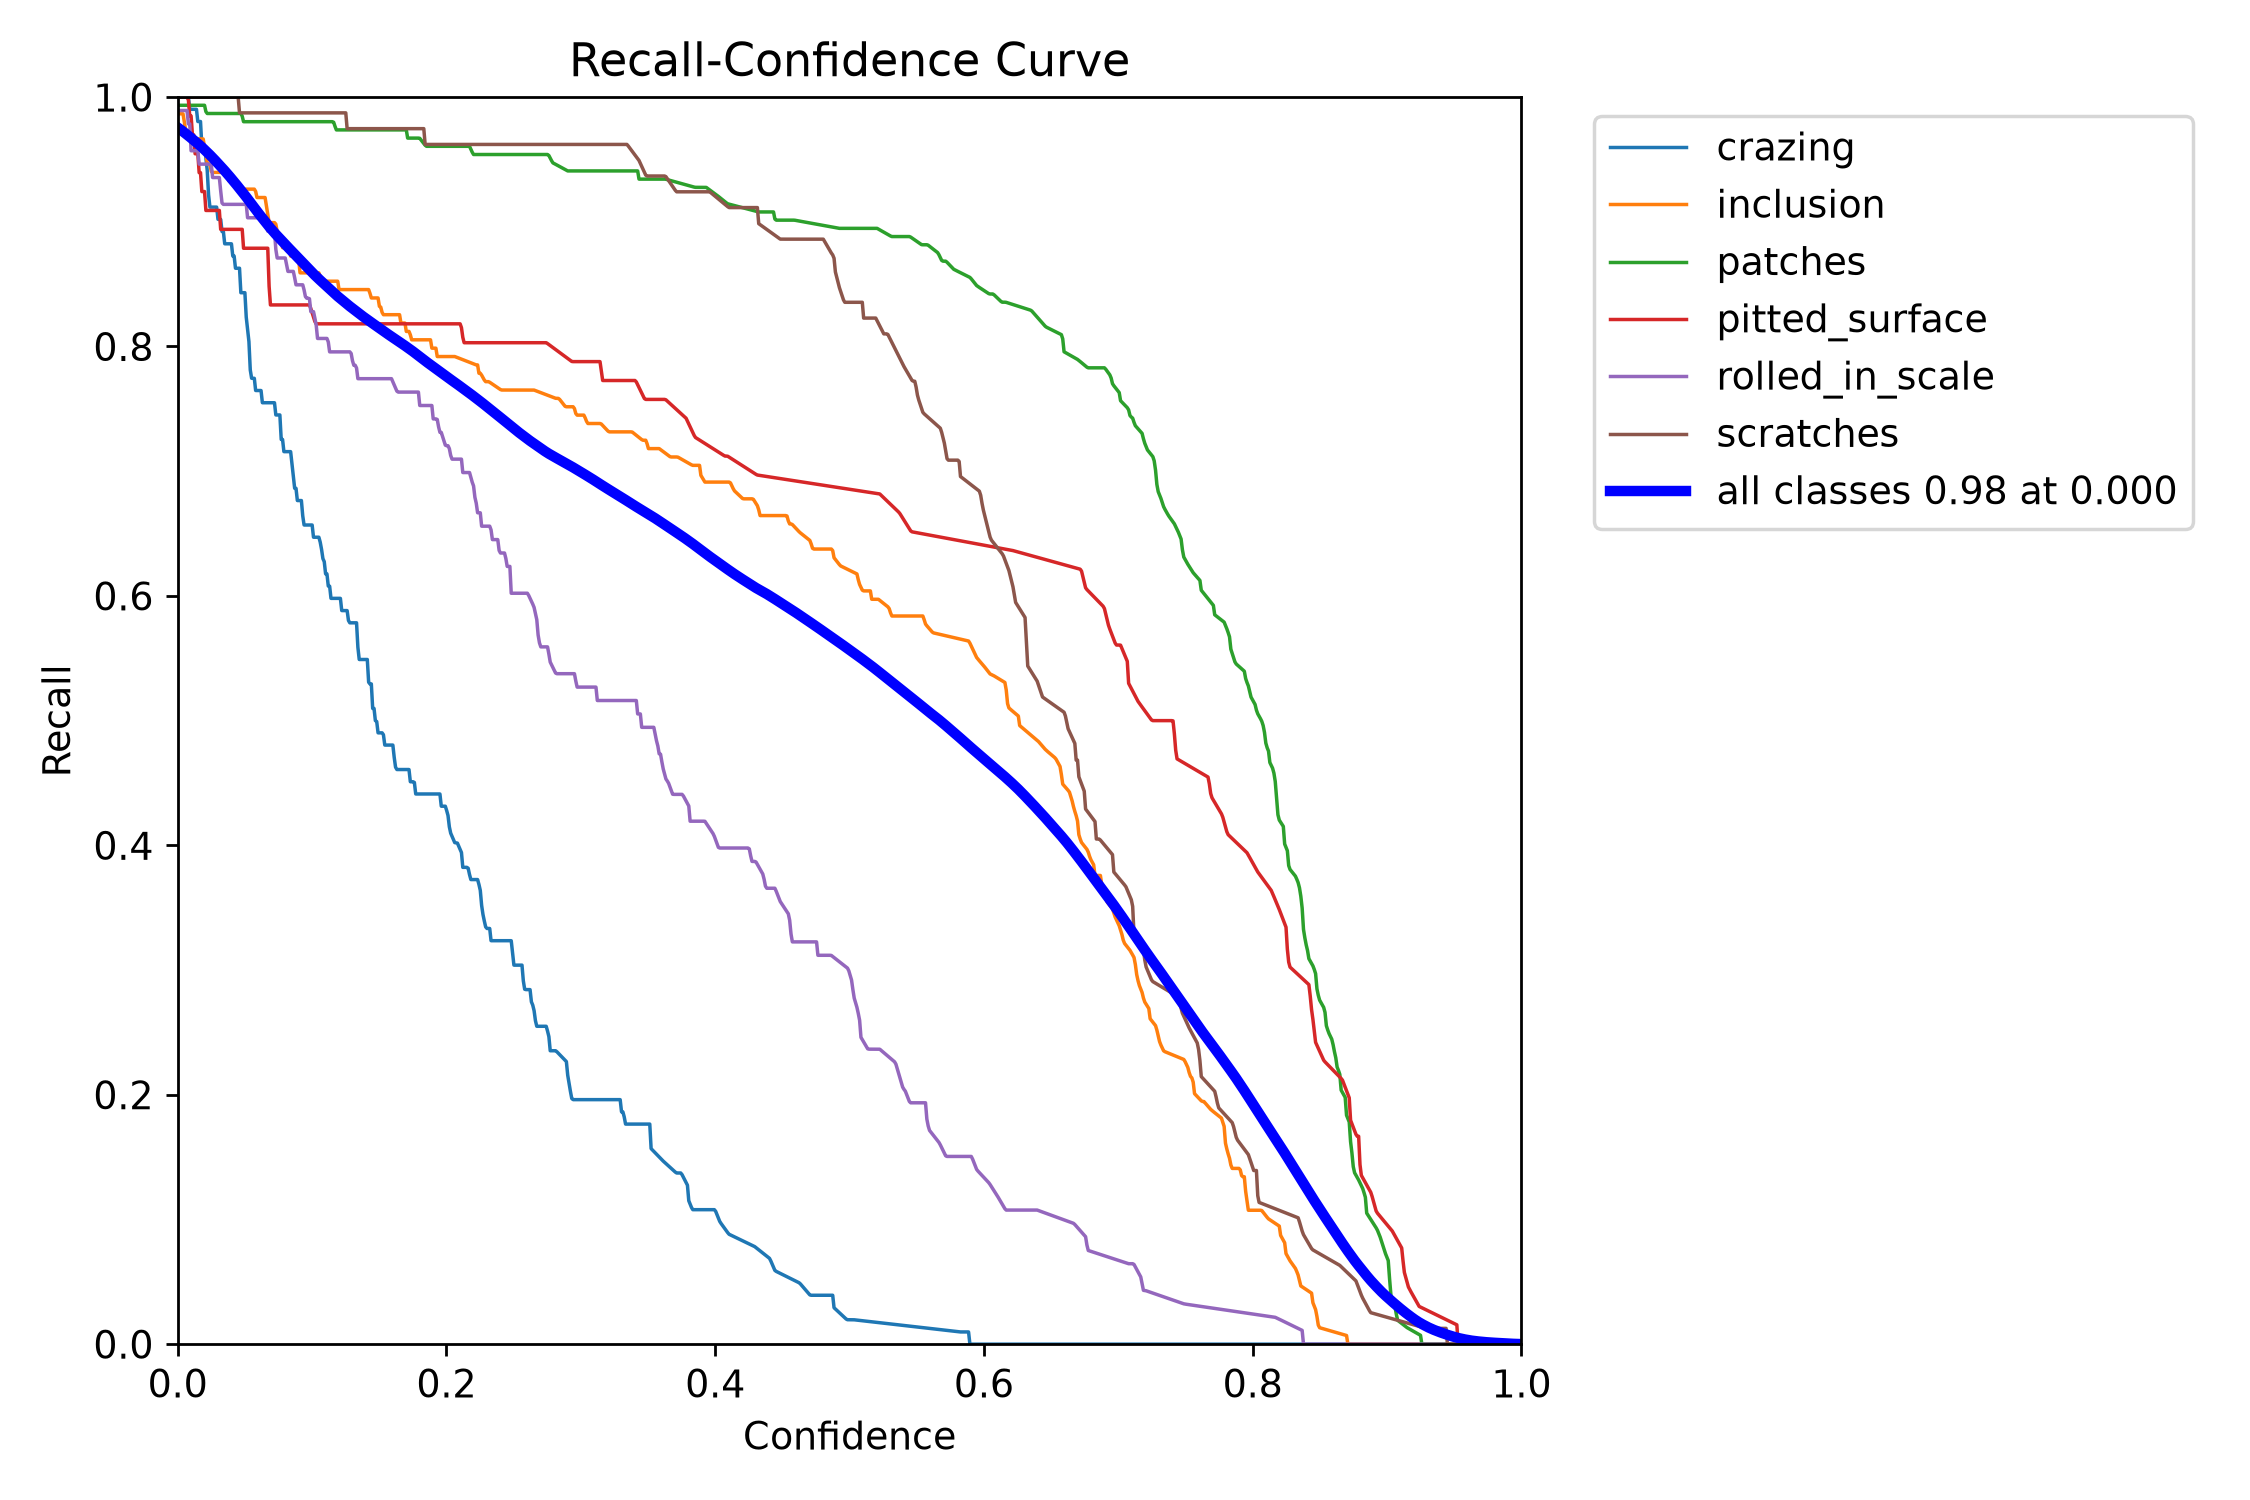 Recall-Confidence Curve
1.0
0.8
0.6
0.4
0.2
0.0
Recall
0.0 0.2 0.4 0.6 0.8 1.0
Confidence
crazing
inclusion
patches
pitted_surface
rolled_in_scale
scratches
all classes 0.98 at 0.000